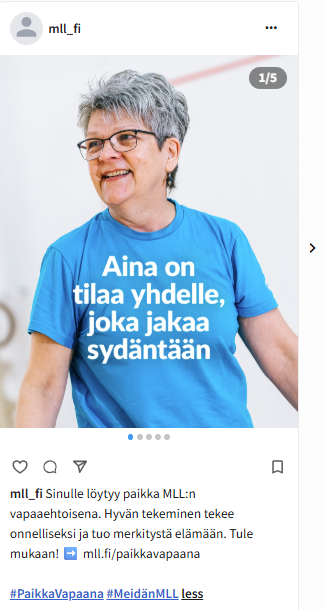 mll_fi
1/5
Aina on
tilaa yhdelle,
joka jakaa
sydäntään
mll_fi Sinulle löytyy paikka MLL:n
vapaaehtoisena. Hyvän tekeminen tekee
onnelliseksi ja tuo merkitystä elämään. Tule
mukaan! ➡️ mll.fi/paikkavapaana
#PaikkaVapaana #MeidänMLL less